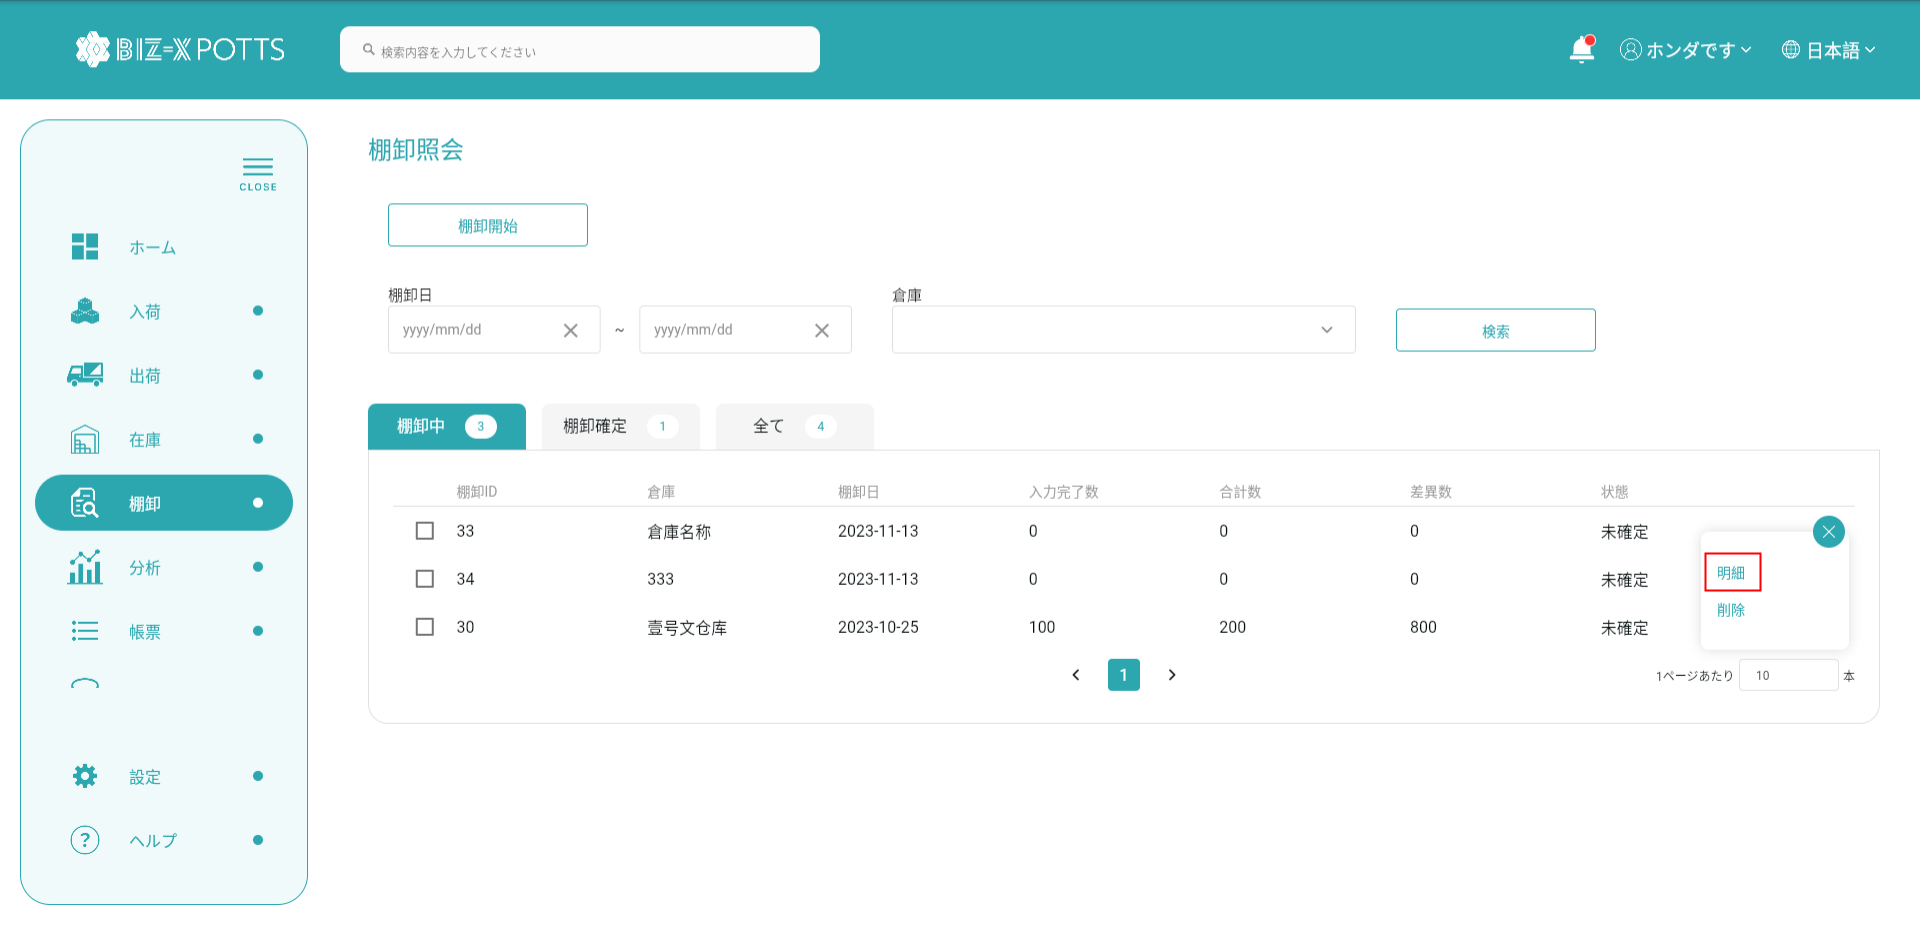 BIZ=X POTTS
検索内容を入力してください
ホンダです
日本語
CLOSE
ホーム
入荷
出荷
在庫
棚卸
分析
帳票
設定
ヘルプ
棚卸照会
棚卸開始
棚卸日
倉庫
yyyy/mm/dd ~ yyyy/mm/dd
検索
棚卸中 3 棚卸確定 1 全て 4
棚卸ID 倉庫 棚卸日 入力完了数 合計数 差異数 状態
33 倉庫名称 2023-11-13 0 0 0 未確定
34 333 2023-11-13 0 0 0 未確定
30 壹号文仓库 2023-10-25 100 200 800 未確定
明細
削除
1
1ページあたり 10 本